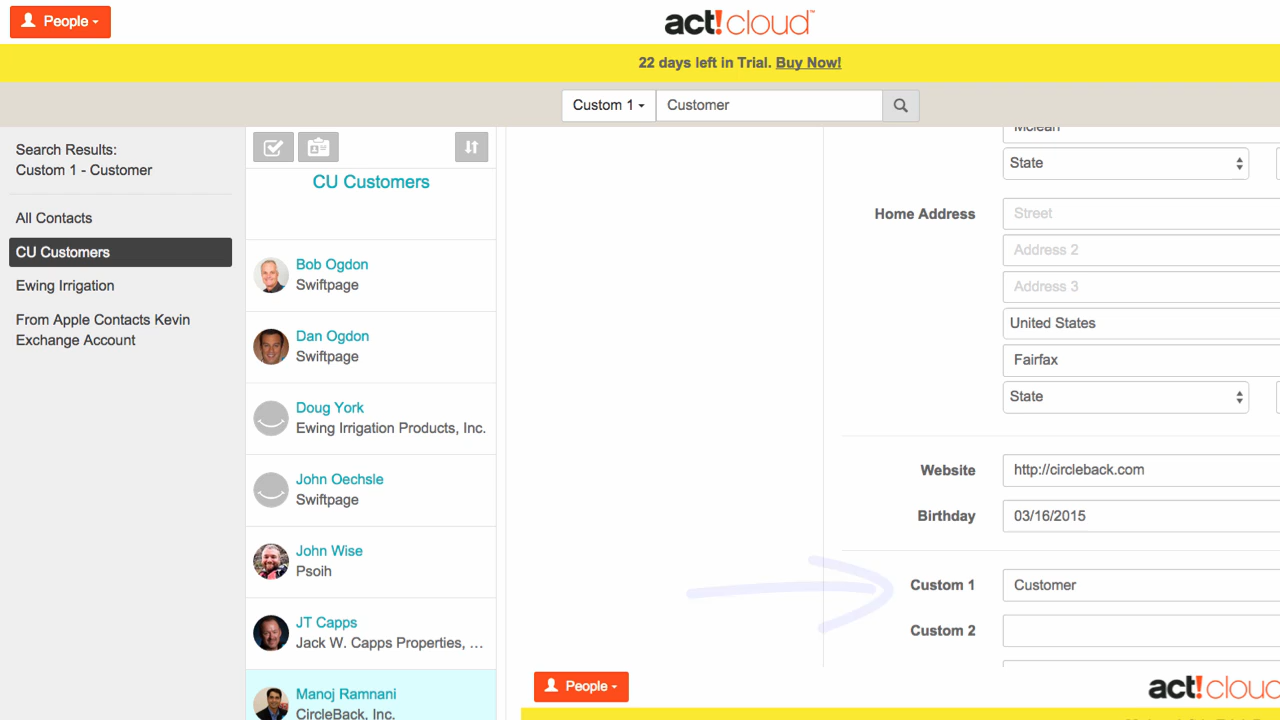 People
act!cloud™
22 days left in Trial. Buy Now!
Custom 1
Customer
Search Results:
Custom 1 - Customer
All Contacts
CU Customers
Ewing Irrigation
From Apple Contacts Kevin
Exchange Account
CU Customers
Bob Ogdon
Swiftpage
Dan Ogdon
Swiftpage
Doug York
Ewing Irrigation Products, Inc.
John Oechsle
Swiftpage
John Wise
Psoih
JT Capps
Jack W. Capps Properties, ...
Manoj Ramnani
CircleBack, Inc.
Mclean
State
Home Address
Street
Address 2
Address 3
United States
Fairfax
State
Website
http://circleback.com
Birthday
03/16/2015
Custom 1
Customer
Custom 2
People
act!cloud